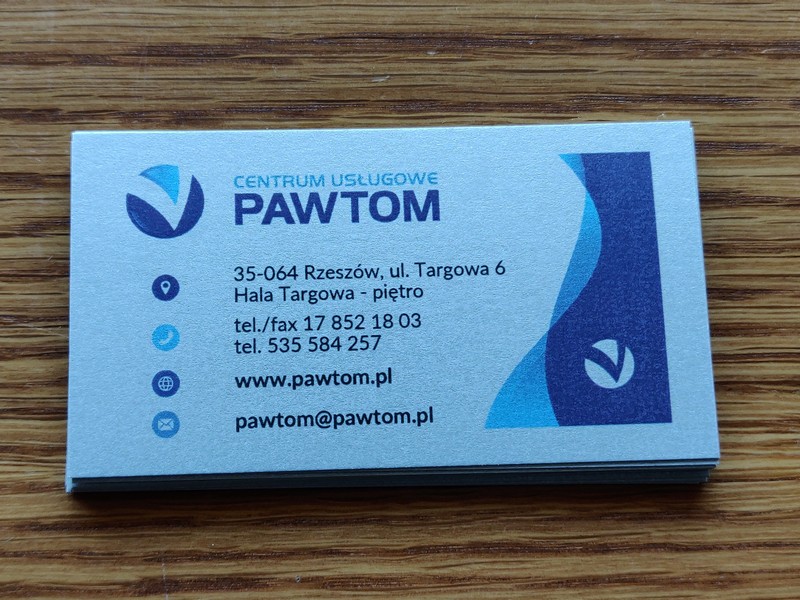 CENTRUM USŁUGOWE
PAWTOM
35-064 Rzeszów, ul. Targowa 6
Hala Targowa - piętro
tel./fax 17 852 18 03
tel. 535 584 257
www.pawtom.pl
pawtom@pawtom.pl